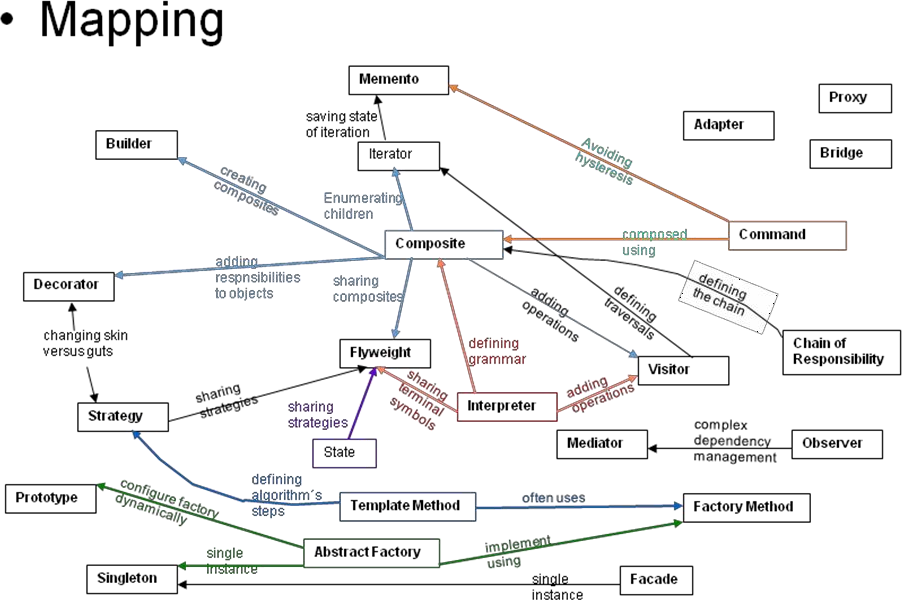 • Mapping
Memento
Proxy
Adapter
saving state
of iteration
Builder
Iterator
Avoiding
hysteresis
Bridge
creating
composites
Enumerating
children
Composite
composed
using
Command
adding
respnsibilities
to objects
sharing
composites
Decorator
adding
operations
defining
traversals
defining
the chain
changing skin
versus guts
Flyweight
defining
grammar
Visitor
Chain of
Responsibility
sharing
strategies
sharing
terminal
symbols
adding
operations
Strategy
sharing
strategies
Interpreter
State
Mediator
complex
dependency
management
Observer
Prototype
configure factory
dynamically
defining
algorithm´s
steps
Template Method
often uses
Factory Method
Abstract Factory
implement
using
single
instance
Singleton
single
instance
Facade